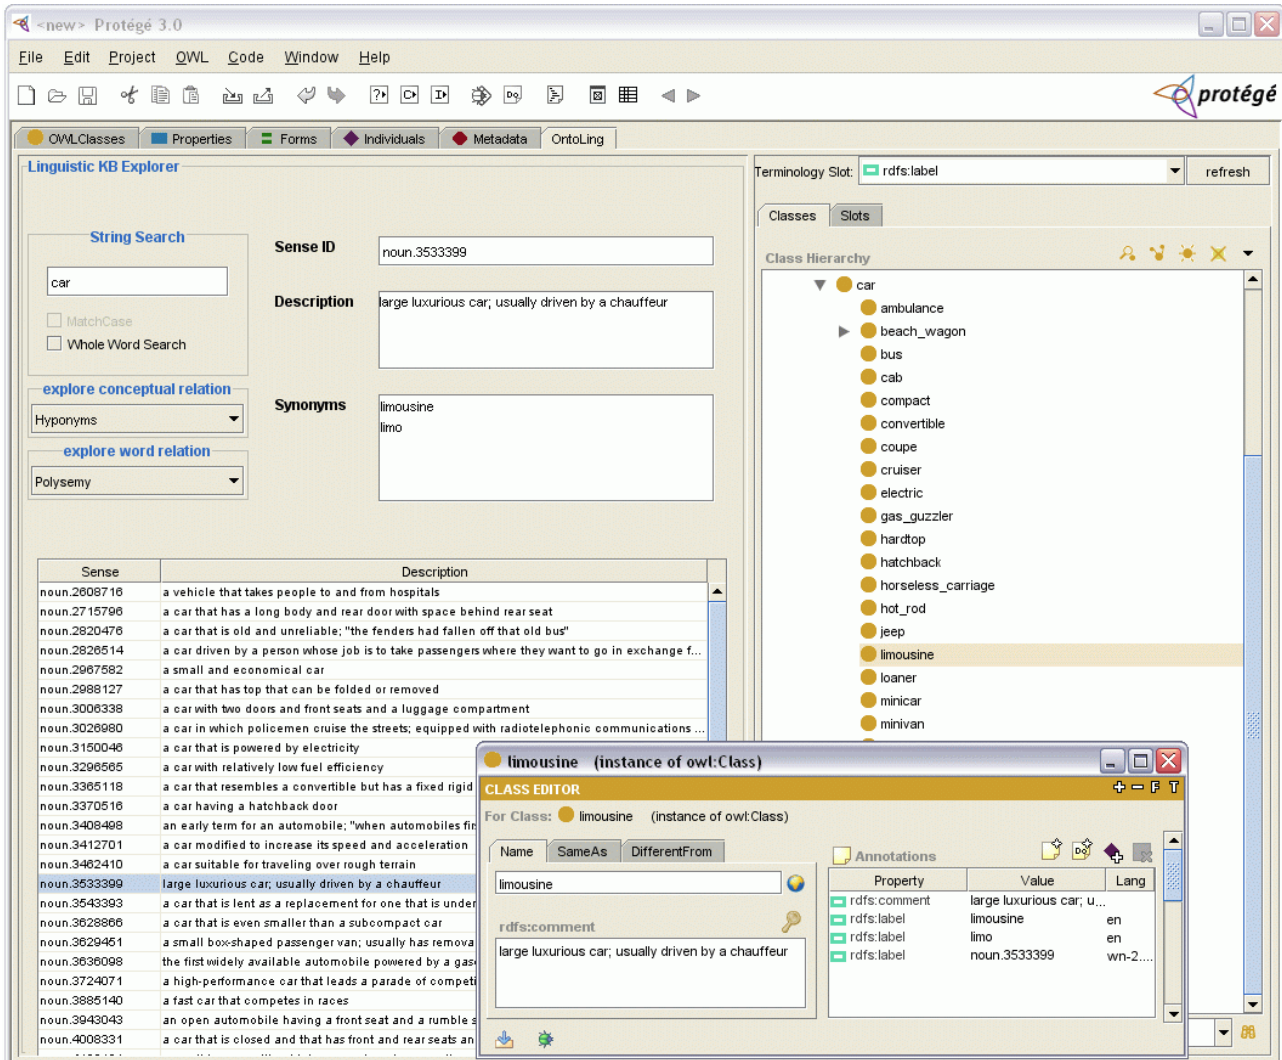 <new> Protégé 3.0
File Edit Project OWL Code Window Help
protégé
OWLClasses Properties Forms Individuals Metadata OntoLing
Linguistic KB Explorer
String Search
car
MatchCase
Whole Word Search
explore conceptual relation
Hyponyms
explore word relation
Polysemy
Sense ID noun.3533399
Description large luxurious car; usually driven by a chauffeur
Synonyms limousine
limo
Sense Description
noun.2608716 a vehicle that takes people to and from hospitals
noun.2715796 a car that has a long body and rear door with space behind rear seat
noun.2820476 a car that is old and unreliable; "the fenders had fallen off that old bus"
noun.2826514 a car driven by a person whose job is to take passengers where they want to go in exchange f...
noun.2967582 a small and economical car
noun.2988127 a car that has top that can be folded or removed
noun.3006338 a car with two doors and front seats and a luggage compartment
noun.3026980 a car in which policemen cruise the streets; equipped with radiotelephonic communications ...
noun.3150046 a car that is powered by electricity
noun.3296565 a car with relatively low fuel efficiency
noun.3365118 a car that resembles a convertible but has a fixed rigid
noun.3370516 a car having a hatchback door
noun.3408498 an early term for an automobile; "when automobiles fir
noun.3412701 a car modified to increase its speed and acceleration
noun.3462410 a car suitable for traveling over rough terrain
noun.3533399 large luxurious car; usually driven by a chauffeur
noun.3543393 a car that is lent as a replacement for one that is under
noun.3628866 a car that is even smaller than a subcompact car
noun.3629451 a small box-shaped passenger van; usually has remova
noun.3636098 the first widely available automobile powered by a gas
noun.3724071 a high-performance car that leads a parade of competi
noun.3885140 a fast car that competes in races
noun.3943043 an open automobile having a front seat and a rumble s
noun.4008331 a car that is closed and that has front and rear seats an
Terminology Slot: rdfs:label refresh
Classes Slots
Class Hierarchy
car
ambulance
beach_wagon
bus
cab
compact
convertible
coupe
cruiser
electric
gas_guzzler
hardtop
hatchback
horseless_carriage
hot_rod
jeep
limousine
loaner
minicar
minivan
limousine (instance of owl:Class)
CLASS EDITOR
F T
For Class: limousine (instance of owl:Class)
Name SameAs DifferentFrom
limousine
rdfs:comment
large luxurious car; usually driven by a chauffeur
Annotations
Property Value Lang
rdfs:comment large luxurious car; u...
rdfs:label limousine en
rdfs:label limo en
rdfs:label noun.3533399 wn-2....